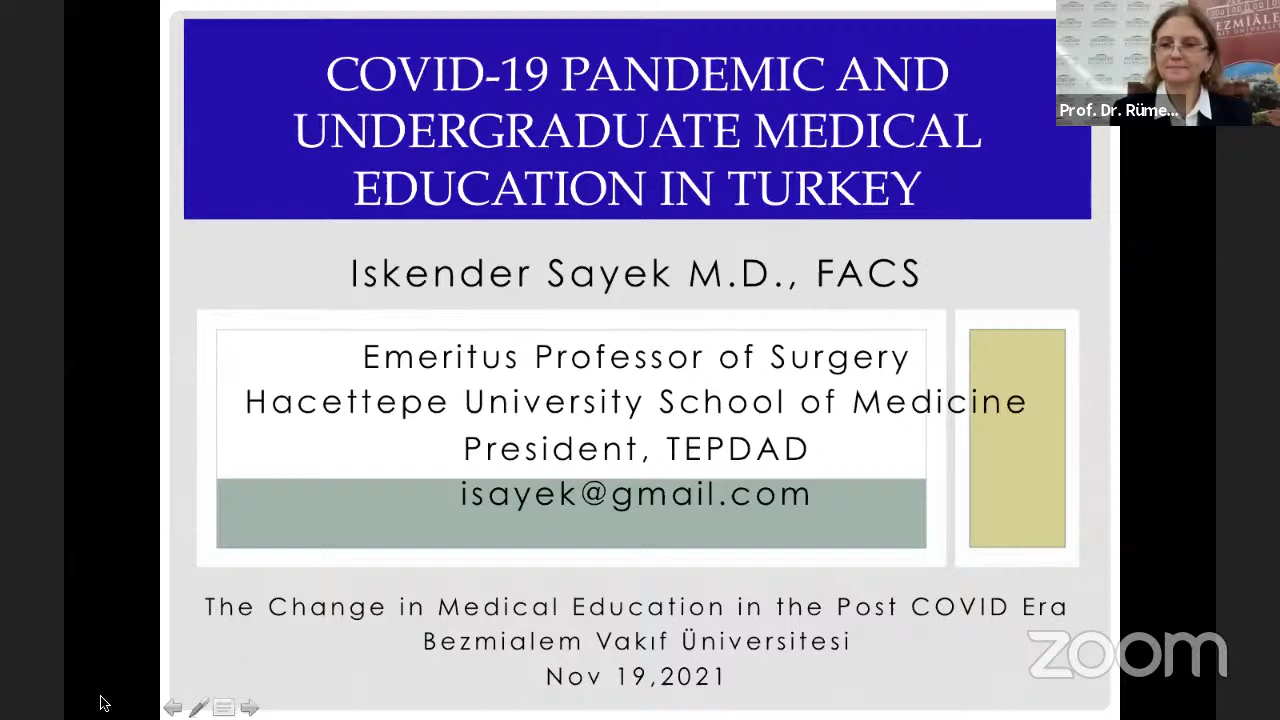 COVID-19 PANDEMIC AND
UNDERGRADUATE MEDICAL
EDUCATION IN TURKEY
Prof. Dr. Rüme...
Iskender Sayek M.D., FACS
Emeritus Professor of Surgery
Hacettepe University School of Medicine
President, TEPDAD
isayek@gmail.com
The Change in Medical Education in the Post COVID Era
Bezmialem Vakıf Üniversitesi
Nov 19,2021
zoom